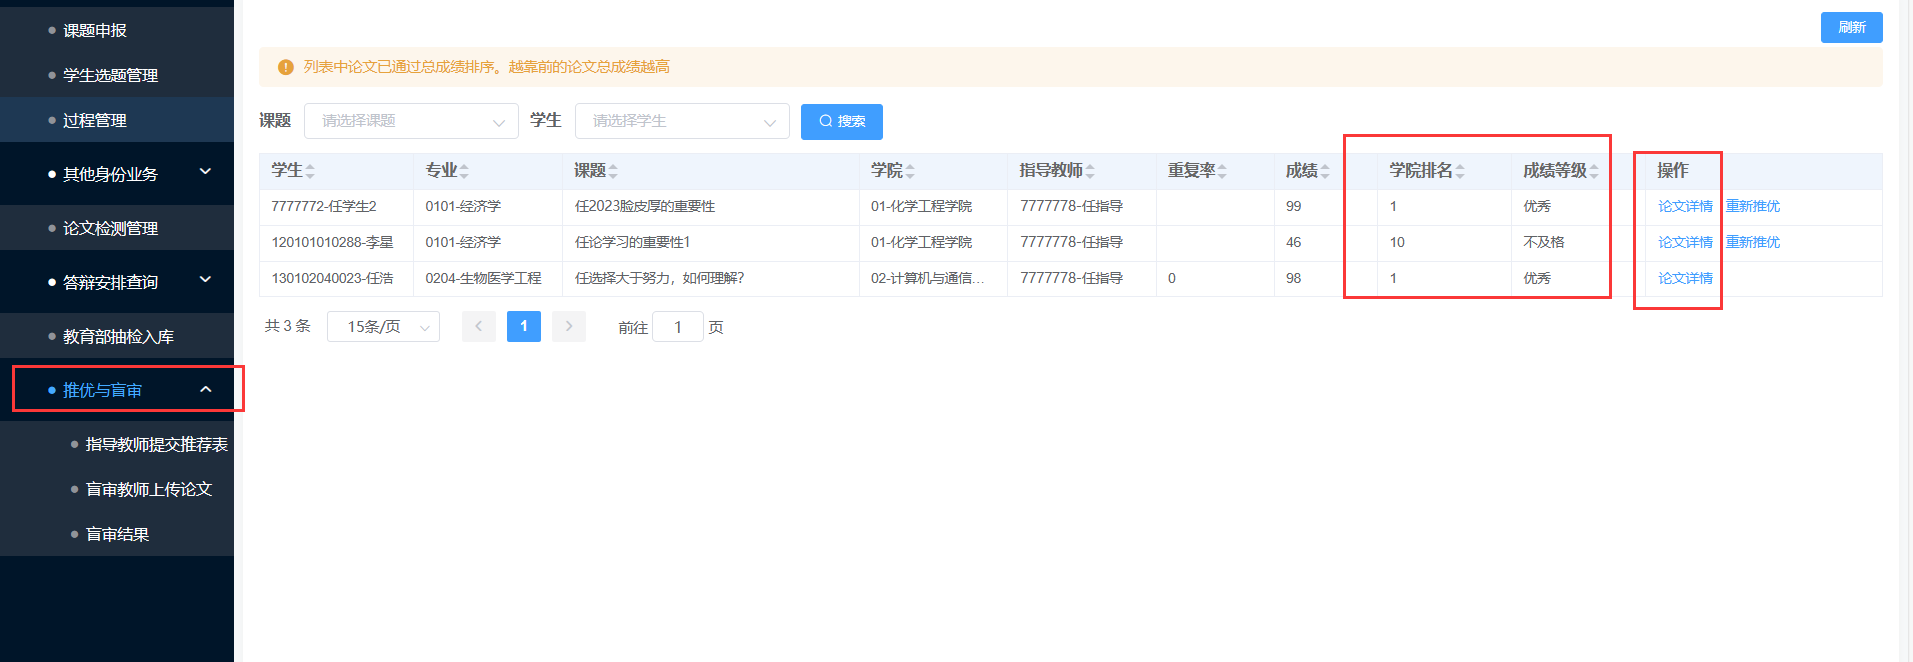 课题申报
学生选题管理
过程管理
其他身份业务
论文检测管理
答辩安排查询
教育部抽检入库
推优与盲审
指导教师提交推荐表
盲审教师上传论文
盲审结果
刷新
列表中论文已通过总成绩排序。越靠前的论文总成绩越高
课题 请选择课题 学生 请选择学生 搜索
学生 专业 课题 学院 指导教师 重复率 成绩 学院排名 成绩等级 操作
7777772-任学生2 0101-经济学 任2023脸皮厚的重要性 01-化学工程学院 7777778-任指导 99 1 优秀 论文详情 重新推优
120101010288-李星 0101-经济学 任论学习的重要性1 01-化学工程学院 7777778-任指导 46 10 不及格 论文详情 重新推优
130102040023-任浩 0204-生物医学工程 任选择大于努力，如何理解? 02-计算机与通信... 7777778-任指导 0 98 1 优秀 论文详情
共 3 条 15条/页 1 前往 1 页